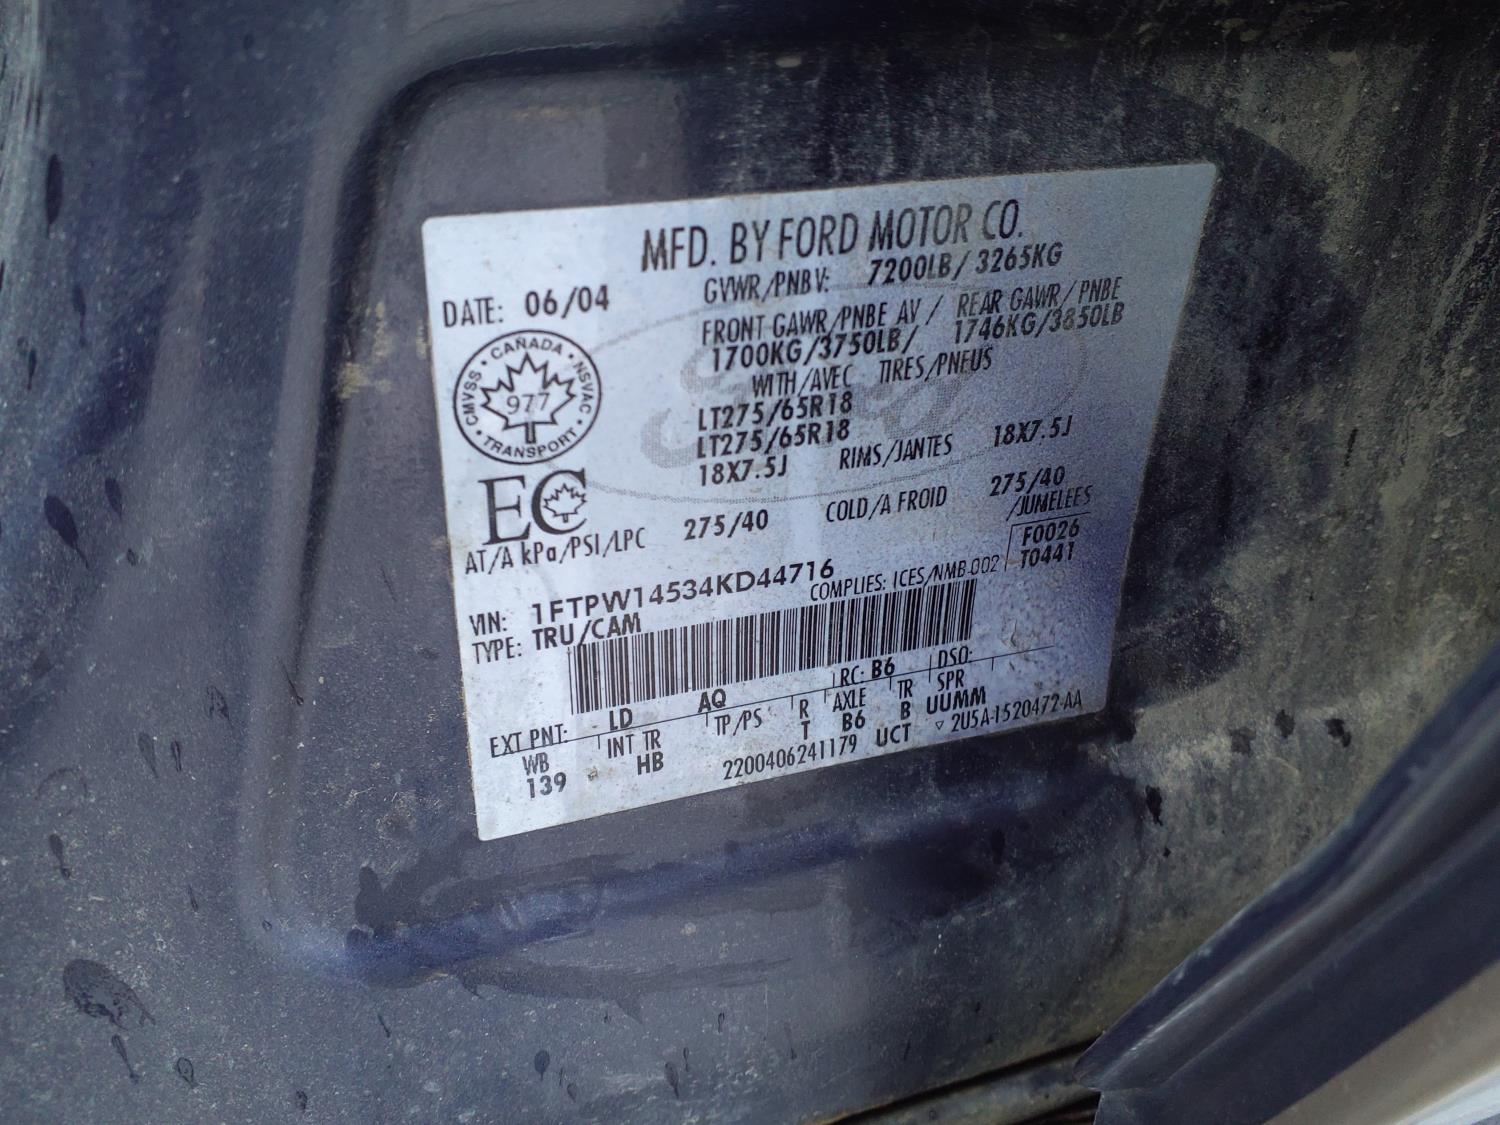 MFD. BY FORD MOTOR CO.
DATE: 06/04
GVWR/PNBV: 7200LB/ 3265KG
FRONT GAWR/PNBE AV / REAR GAWR/ PNBE
1700KG/3750LB/ 1746KG/3850LB
WITH/AVEC TIRES/PNEUS
LT275/65R18
LT275/65R18
18X7.5J RIMS/JANTES 18X7.5J
CANADA
CMVSS · NSVAC
977
TRANSPORT
EC
AT/A kPa/PSI/LPC 275/40 COLD/A FROID 275/40
/JUMELEES
F0026
T0441
VIN: 1FTPW14534KD44716
COMPLIES: ICES/NMB-002
TYPE: TRU/CAM
EXT PNT: LD AQ RC: B6 DSO:
WB INT TR TP/PS R AXLE TR SPR
139 HB T B6 B UUMM
2200406241179 UCT ▽ 2U5A-1520472-AA
Ford